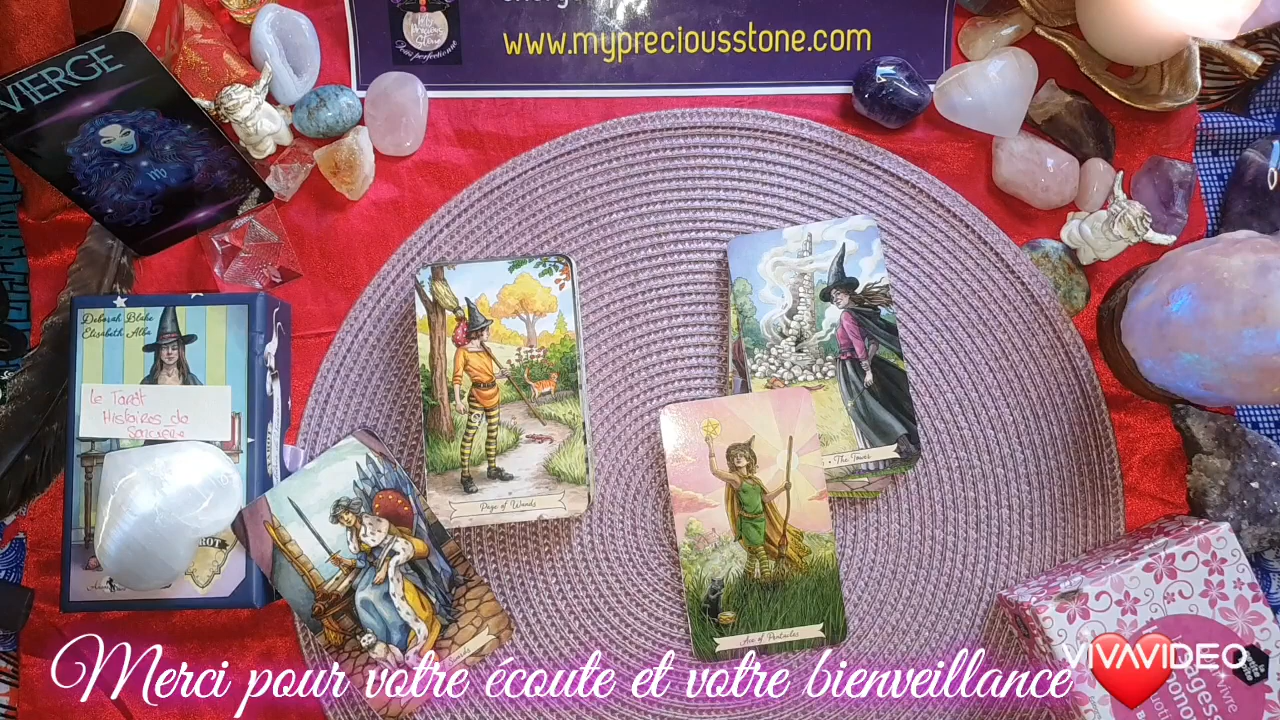 www.mypreciousstone.com
VIERGE
Deborah Blake
Elisabeth Alba
Le Tarot
Histoires de
sorcière
Page of Wands
The Tower
Ace of Pentacles
Merci pour votre écoute et votre bienveillance
VIVAVIDEO